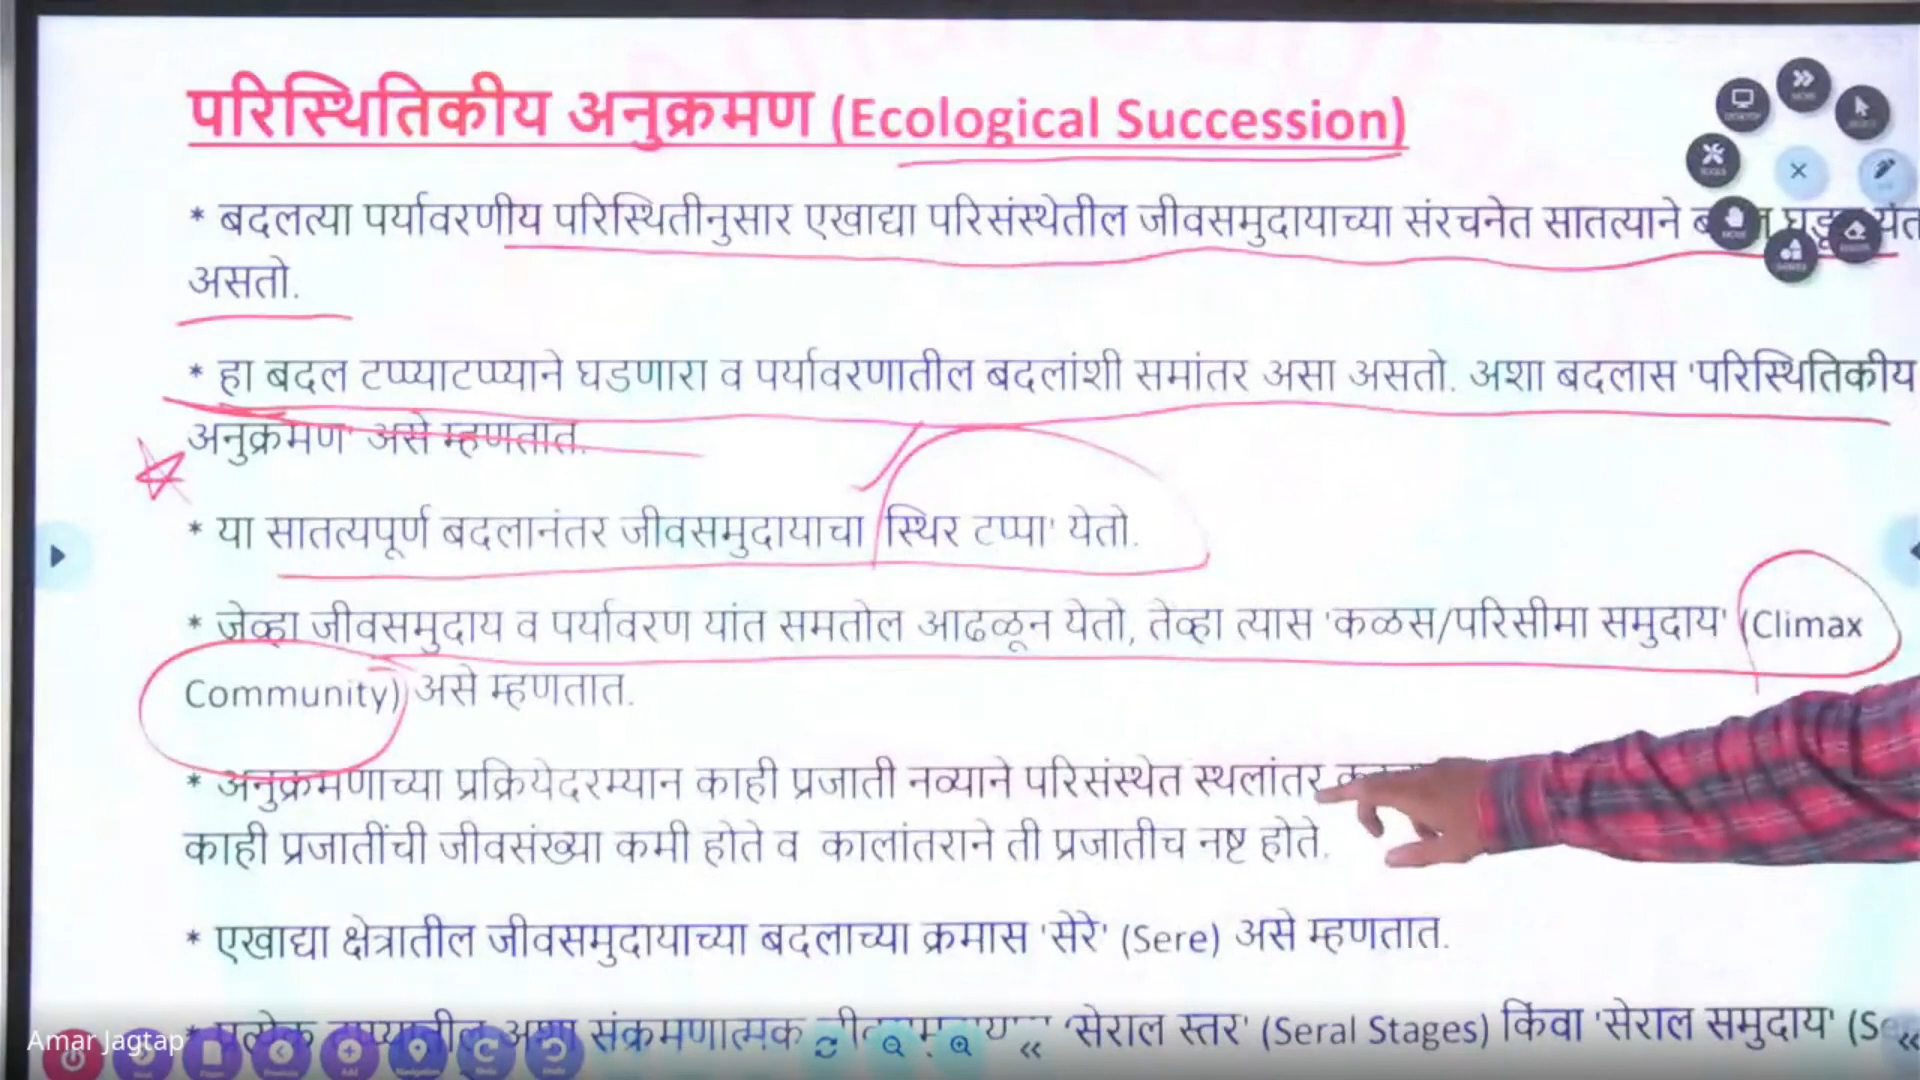 परिस्थितिकीय अनुक्रमण (Ecological Succession)
* बदलत्या पर्यावरणीय परिस्थितीनुसार एखाद्या परिसंस्थेतील जीवसमुदायाच्या संरचनेत सातत्याने
असतो.
* हा बदल टप्प्याटप्प्याने घडणारा व पर्यावरणातील बदलांशी समांतर असा असतो. अशा बदलास 'परिस्थितिकीय
अनुक्रमण' असे म्हणतात.
* या सातत्यपूर्ण बदलानंतर जीवसमुदायाचा 'स्थिर टप्पा' येतो.
* जेव्हा जीवसमुदाय व पर्यावरण यांत समतोल आढळून येतो, तेव्हा त्यास 'कळस/परिसीमा समुदाय' (Climax
Community) असे म्हणतात.
* अनुक्रमणाच्या प्रक्रियेदरम्यान काही प्रजाती नव्याने परिसंस्थेत स्थलांतर
काही प्रजातींची जीवसंख्या कमी होते व कालांतराने ती प्रजातीच नष्ट होते.
* एखाद्या क्षेत्रातील जीवसमुदायाच्या बदलाच्या क्रमास 'सेरे' (Sere) असे म्हणतात.
* प्रत्येक टप्प्यातील अशा संक्रमणात्मक 'सेराल स्तर' (Seral Stages) किंवा 'सेराल समुदाय'
Amar Jagtap